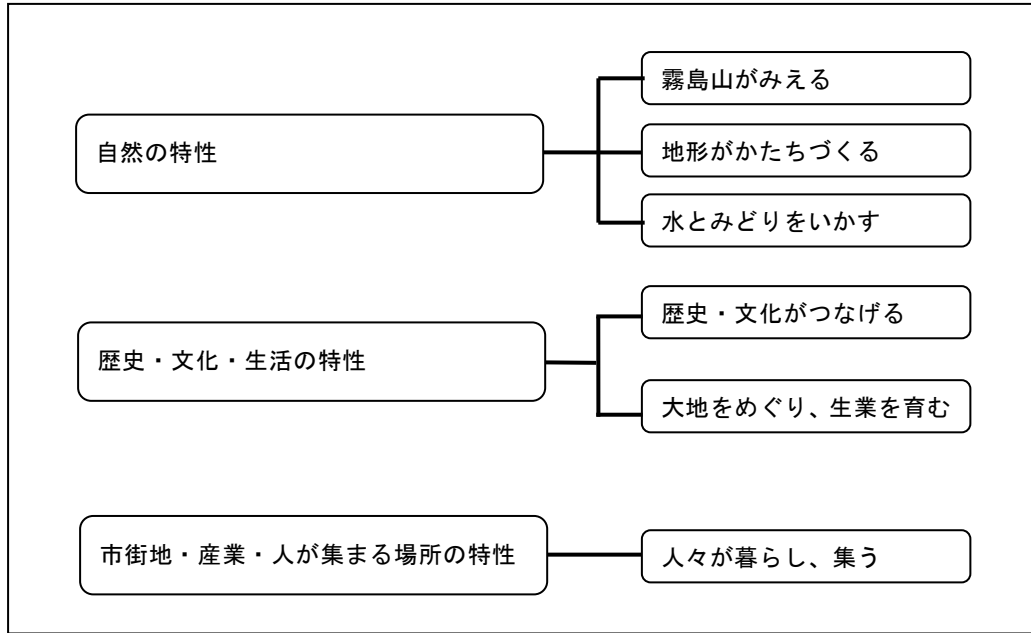 自然の特性
霧島山がみえる
地形がかたちづくる
水とみどりをいかす
歴史・文化・生活の特性
歴史・文化がつなげる
大地をめぐり、生業を育む
市街地・産業・人が集まる場所の特性
人々が暮らし、集う